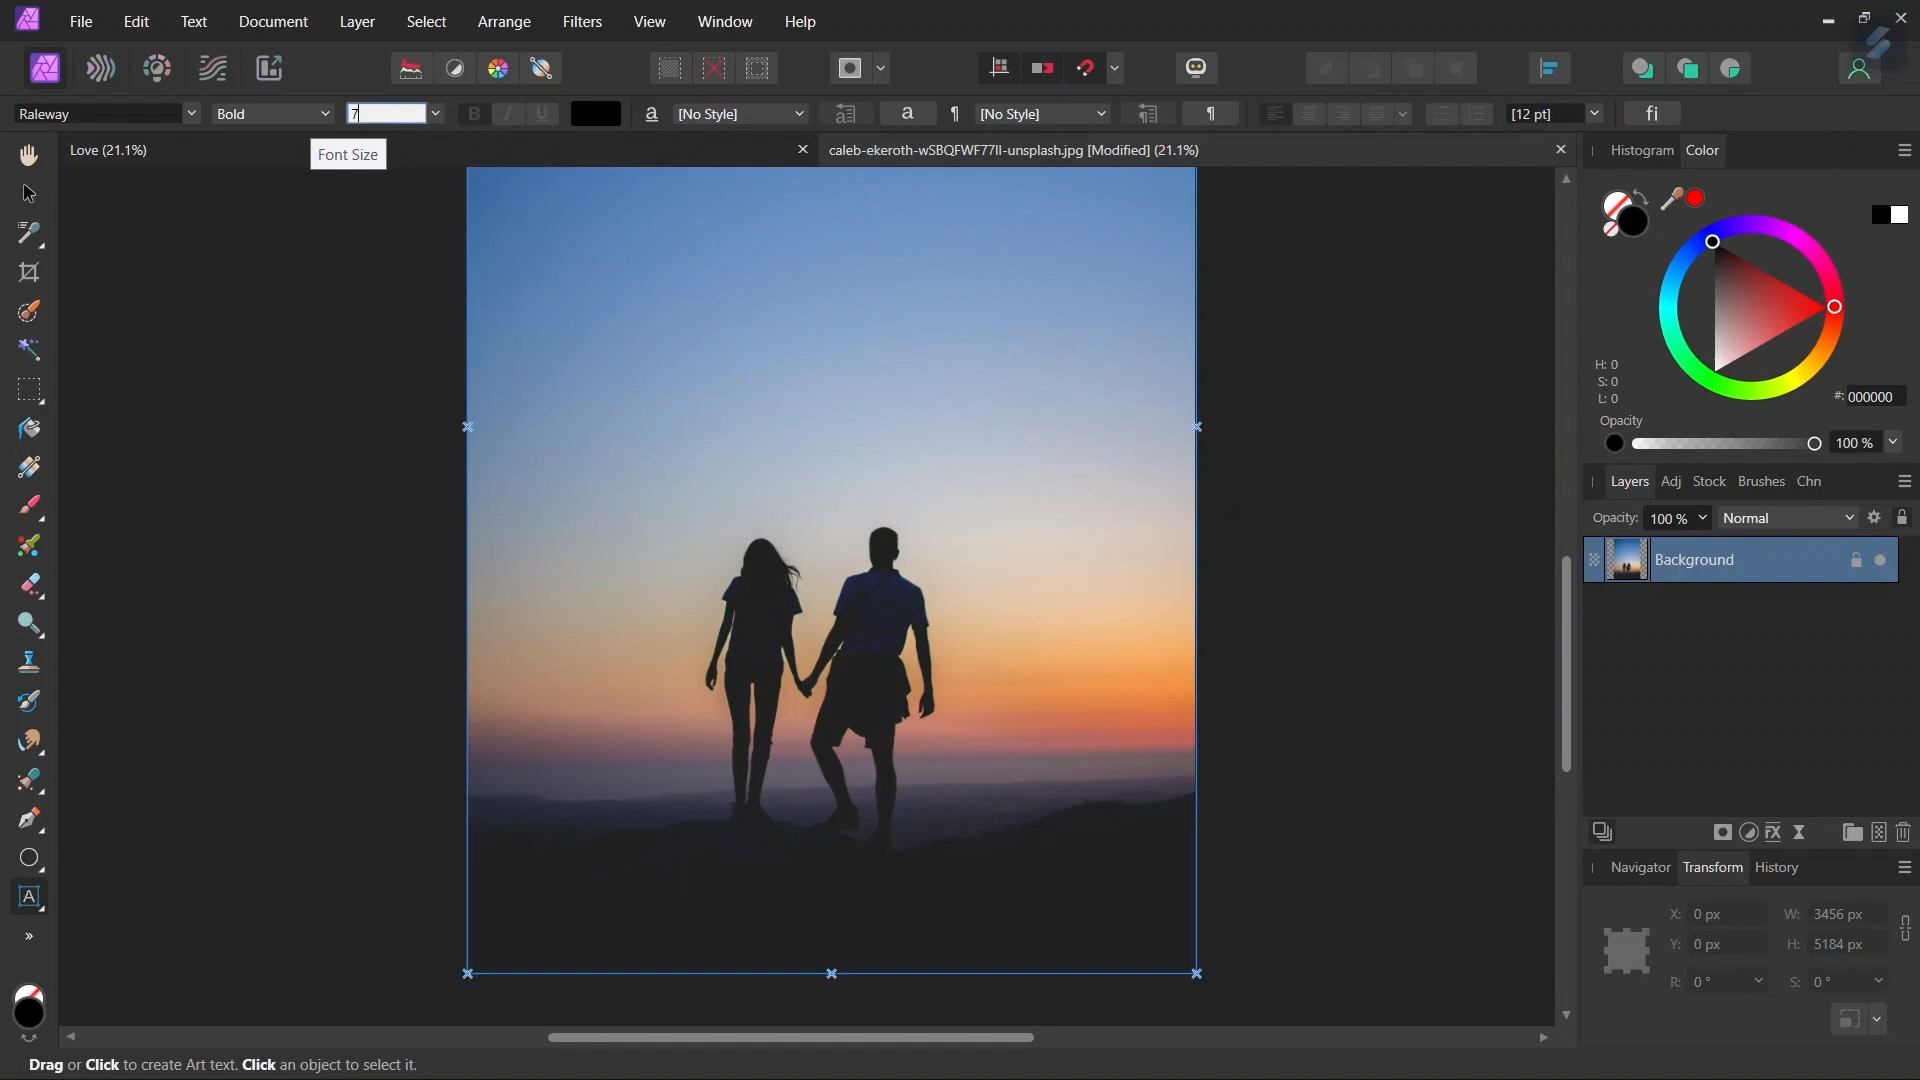 File Edit Text Document Layer Select Arrange Filters View Window Help
Raleway Bold 7 B I U a [No Style] a ¶ [No Style] ¶ [12 pt] fi
Love (21.1%) caleb-ekeroth-wSBQFWF77lI-unsplash.jpg [Modified] (21.1%)
Font Size
Histogram Color
H: 0
S: 0
L: 0
#: 000000
Opacity
100 %
Layers Adj Stock Brushes Chn
Opacity: 100 % Normal
Background
Navigator Transform History
X: 0 px W: 3456 px
Y: 0 px H: 5184 px
R: 0 ° S: 0 °
Drag or Click to create Art text. Click an object to select it.